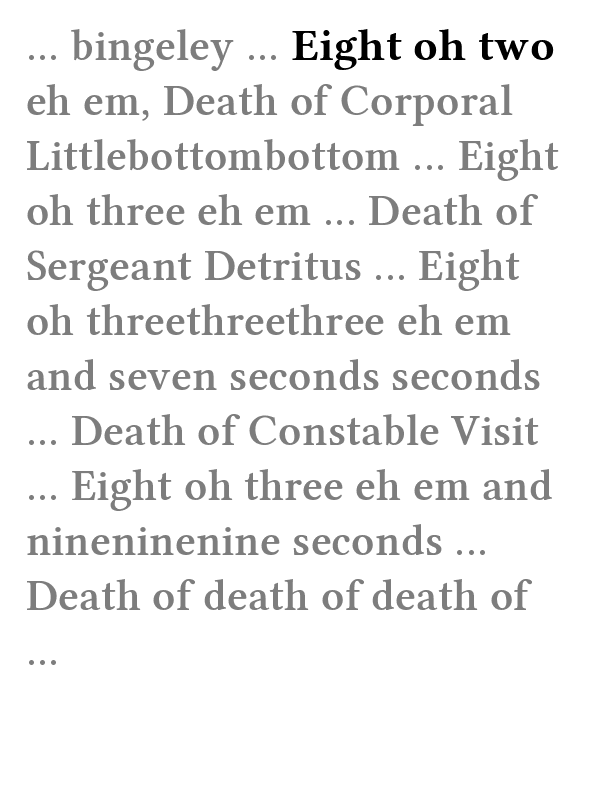 ... bingeley ... Eight oh two
eh em, Death of Corporal
Littlebottombottom ... Eight
oh three eh em ... Death of
Sergeant Detritus ... Eight
oh threethreethree eh em
and seven seconds seconds
... Death of Constable Visit
... Eight oh three eh em and
nineninenine seconds ...
Death of death of death of
...